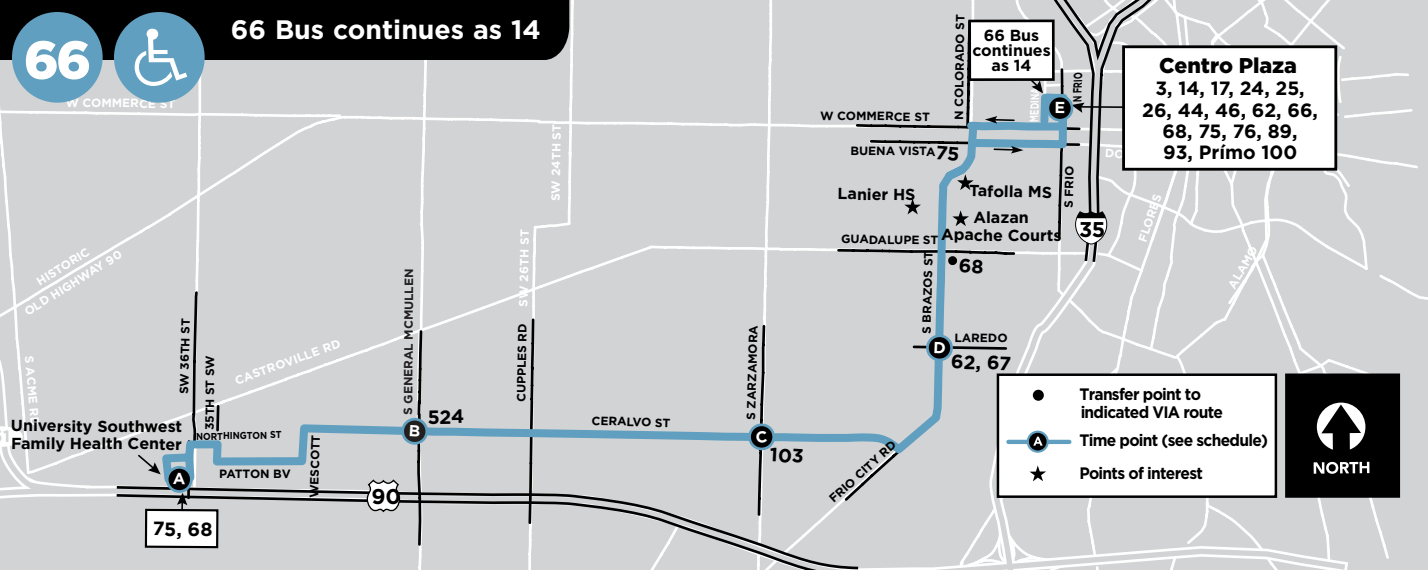 66
66 Bus continues as 14
W COMMERCE ST
HISTORIC
OLD HIGHWAY 90
S ACME R
SW 36TH ST
35TH ST SW
CASTROVILLE RD
S GENERAL MCMULLEN
SW 24TH ST
SW 26TH ST
CUPPLES RD
S ZARZAMORA
University Southwest
Family Health Center
NORTHINGTON ST
PATTON BV
WESCOTT
A
75, 68
90
B
524
CERALVO ST
C
103
FRIO CITY RD
S BRAZOS ST
D
LAREDO
62, 67
68
GUADALUPE ST
Lanier HS
Tafolla MS
Alazan
Apache Courts
W COMMERCE ST
BUENA VISTA
75
N COLORADO ST
66 Bus
continues
as 14
MEDINA
E
N FRIO
S FRIO
35
DO
FLORES
ALAMO
Centro Plaza
3, 14, 17, 24, 25,
26, 44, 46, 62, 66,
68, 75, 76, 89,
93, Prímo 100
Transfer point to
indicated VIA route
A
Time point (see schedule)
Points of interest
NORTH